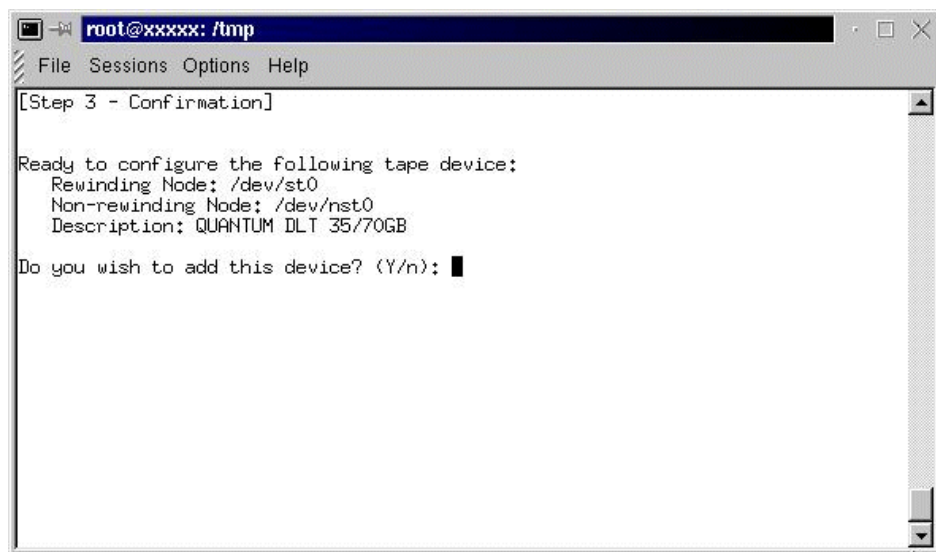 root@xxxxx: /tmp
File Sessions Options Help
[Step 3 - Confirmation]
Ready to configure the following tape device:
Rewinding Node: /dev/st0
Non-rewinding Node: /dev/nst0
Description: QUANTUM DLT 35/70GB
Do you wish to add this device? (Y/n):